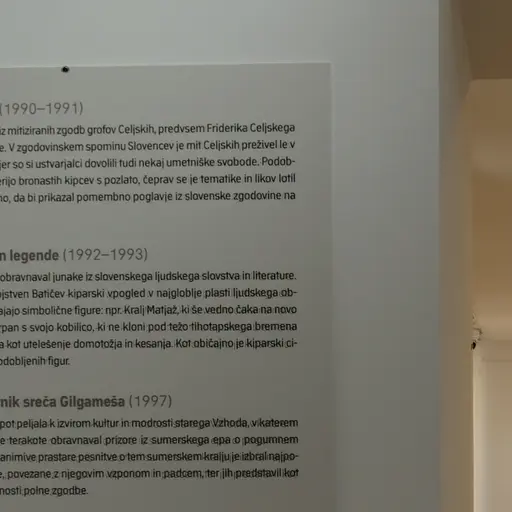 (1990–1991)
iz mitiziranih zgodb grofov Celjskih, predvsem Friderika Celjskega
e. V zgodovinskem spominu Slovencev je mit Celjskih preživel le v
jer so si ustvarjalci dovolili tudi nekaj umetniške svobode. Podob-
erijo bronastih kipcev s pozlato, čeprav se je tematike in likov lotil
no, da bi prikazal pomembno poglavje iz slovenske zgodovine na
n legende (1992–1993)
obravnaval junake iz slovenskega ljudskega slovstva in literature.
ojstven Batičev kiparski vpogled v najgloblje plasti ljudskega ob-
ajajo simbolične figure: npr. Kralj Matjaž, ki še vedno čaka na novo
rpan s svojo kobilico, ki ne kloni pod težo tihotapskega bremena
a kot utelešenje domotožja in kesanja. Kot običajno je kiparski ci-
odobljenih figur.
nik sreča Gilgameša (1997)
pot peljala k izvirom kultur in modrosti starega Vzhoda, v katerem
e terakote obravnaval prizore iz sumerskega epa o pogumnem
animive prastare pesnitve o tem sumerskem kralju je izbral najpo-
e, povezane z njegovim vzponom in padcem, ter jih predstavil kot
nosti polne zgodbe.